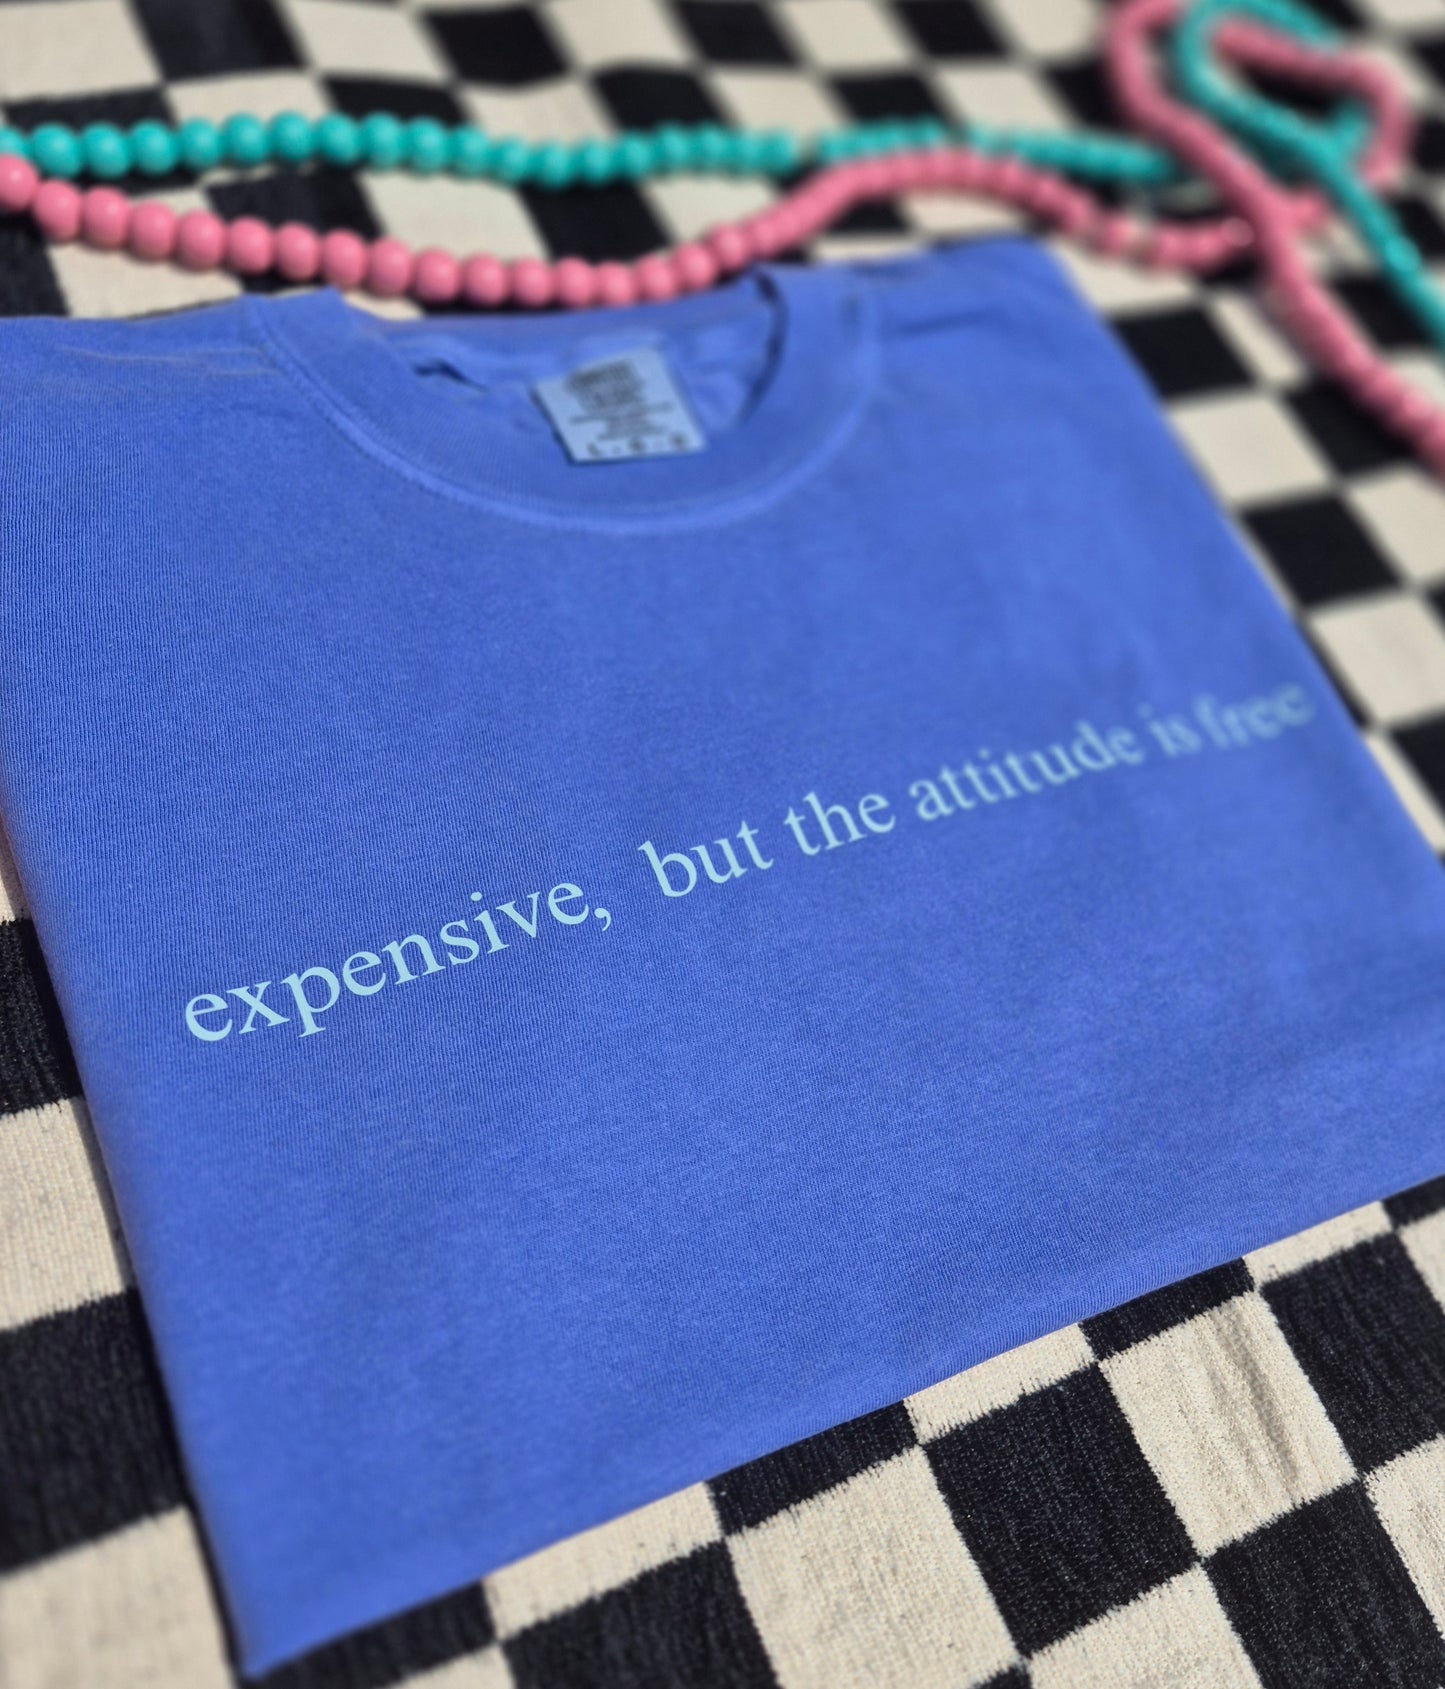 expensive, but the attitude is free